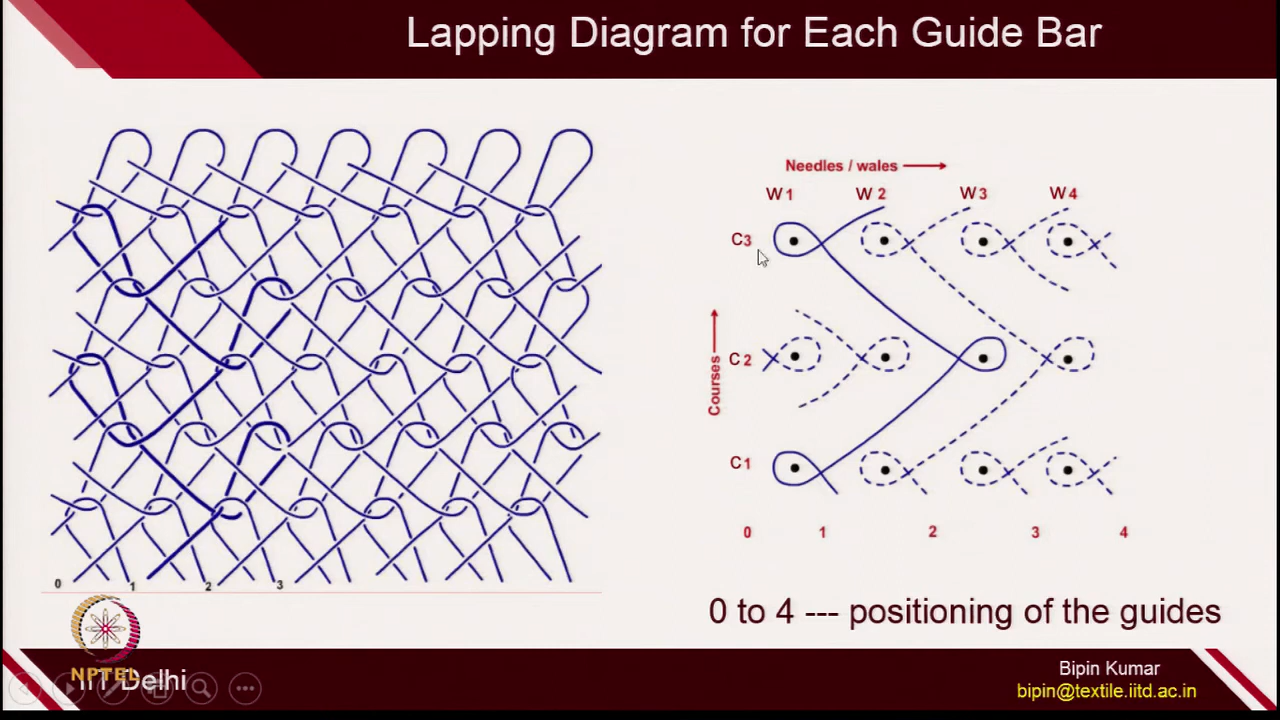 Lapping Diagram for Each Guide Bar
Needles / wales
W 1 W 2 W 3 W 4
C3
C 2
Courses
C 1
0 1 2 3 4
0 1 2 3
0 to 4 --- positioning of the guides
NPTEL
IIT Delhi
Bipin Kumar
bipin@textile.iitd.ac.in